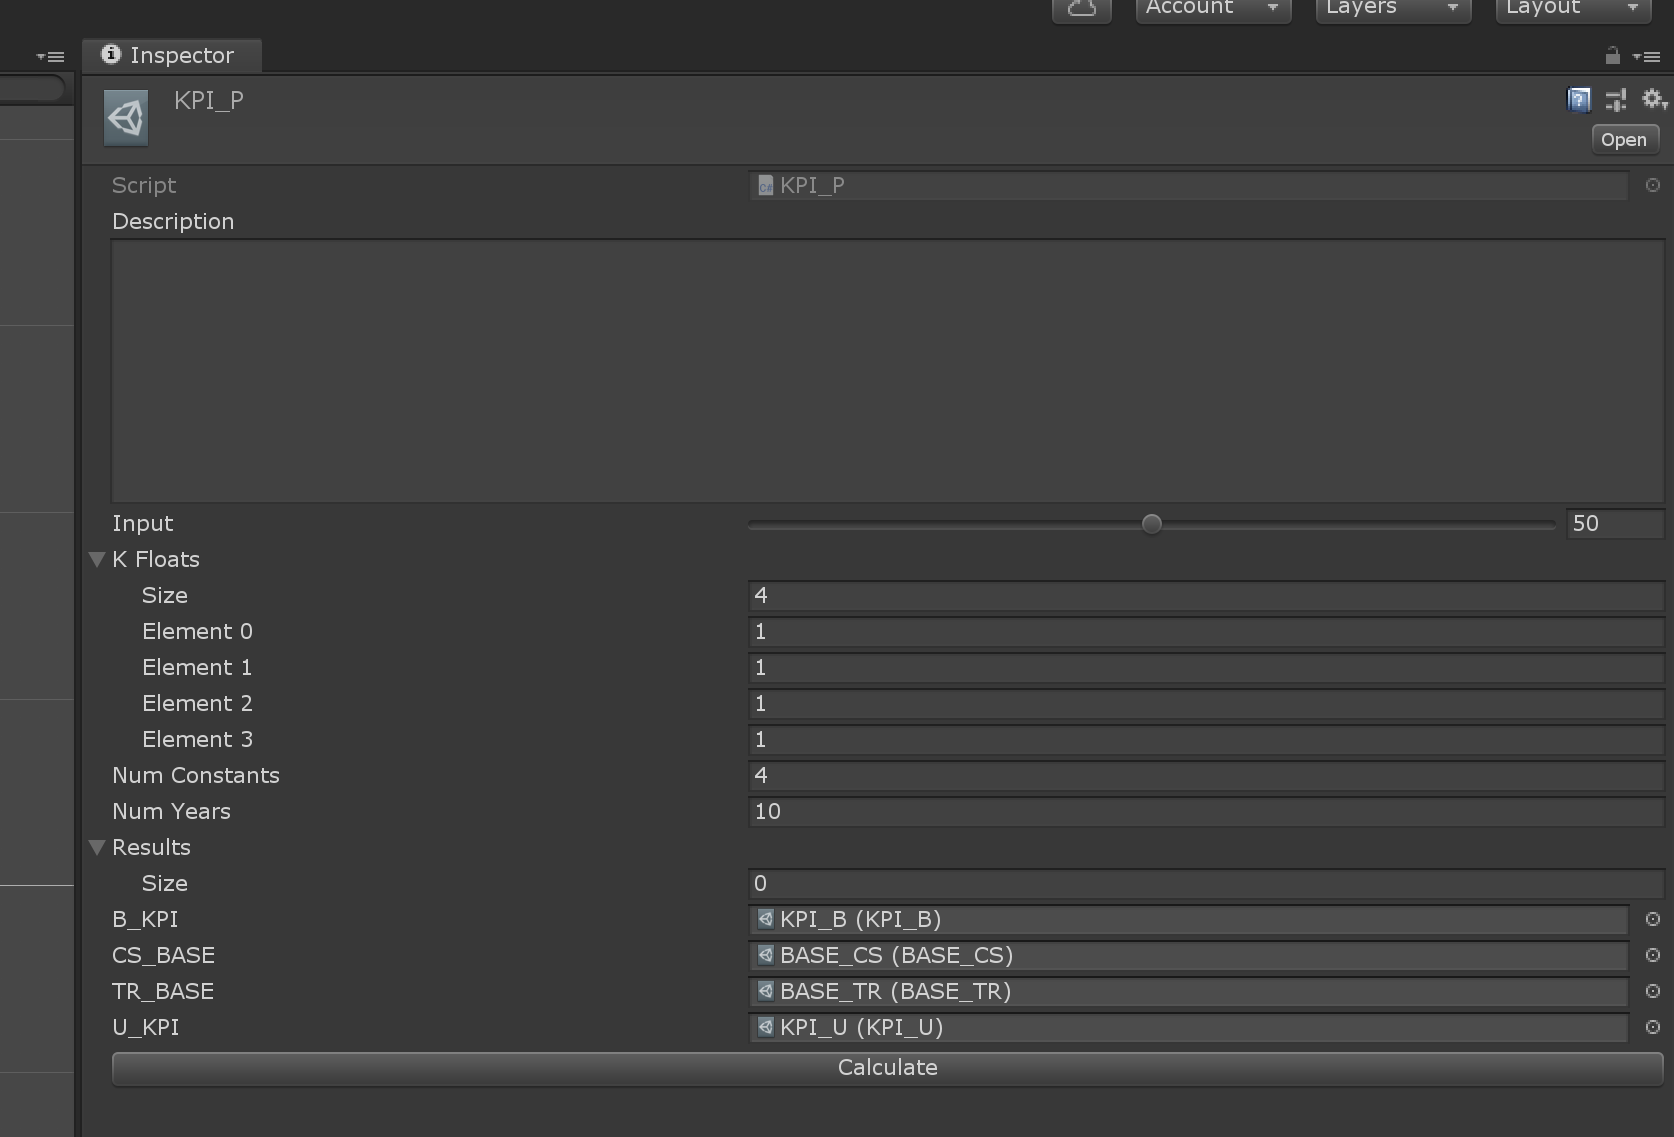 Account Layers Layout
Inspector
KPI_P
Open
Script KPI_P
Description
Input 50
K Floats
Size 4
Element 0 1
Element 1 1
Element 2 1
Element 3 1
Num Constants 4
Num Years 10
Results
Size 0
B_KPI KPI_B (KPI_B)
CS_BASE BASE_CS (BASE_CS)
TR_BASE BASE_TR (BASE_TR)
U_KPI KPI_U (KPI_U)
Calculate